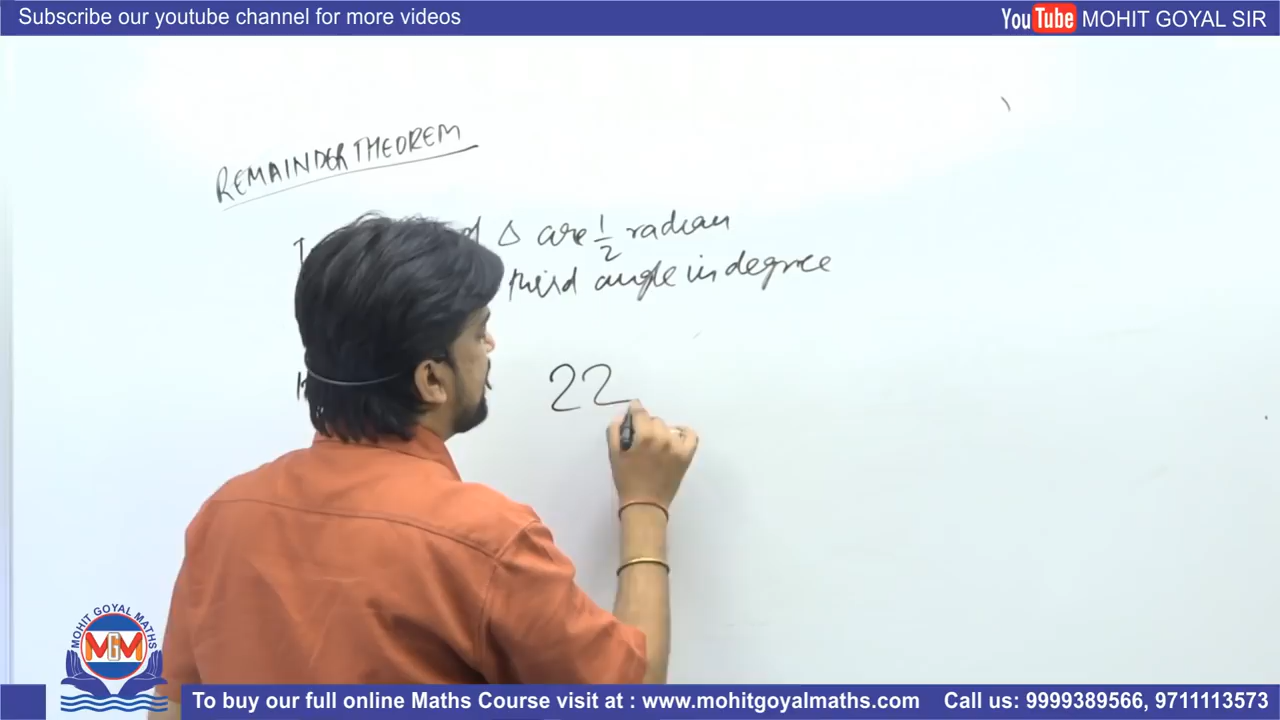 Subscribe our youtube channel for more videos
YouTube MOHIT GOYAL SIR
REMAINDER THEOREM
Δ are 1/2 radian
third angle in degree
22
MOHIT GOYAL MATHS
MGM
To buy our full online Maths Course visit at : www.mohitgoyalmaths.com Call us: 9999389566, 9711113573